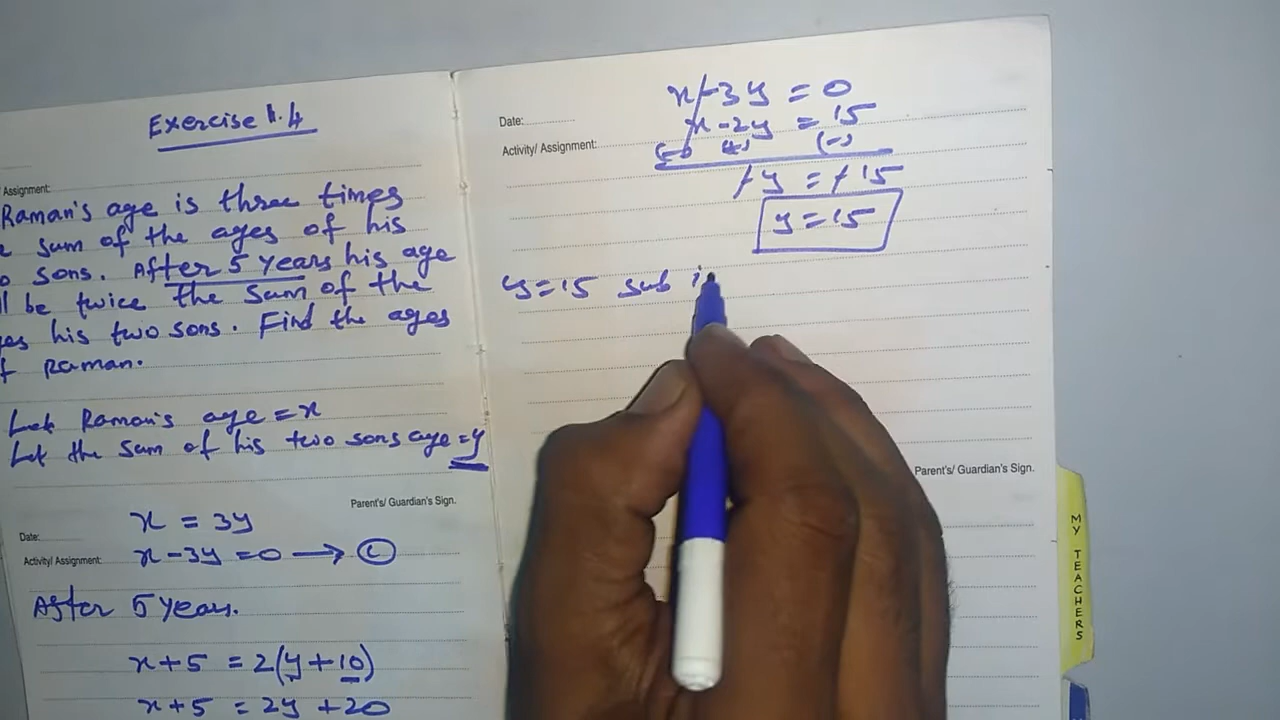 Exercise 1.4
Assignment:
Raman's age is three times
sum of the ages of his
sons. After 5 years his age
be twice the sum of the
his two sons. Find the ages
Raman.
Let Raman's age = x
Let the sum of his two sons age = y
Parent's/ Guardian's Sign.
Date:
x = 3y
Activity/ Assignment:
x - 3y = 0 →
After 5 years.
x + 5 = 2(y + 10)
x + 5 = 2y + 20
x - 3y = 0
Date:
x - 2y = 15
Activity/ Assignment:
(-) (+) (-)
-y = -15
y = 15
y = 15 sub i
Parent's/ Guardian's Sign.
MY TEACHERS